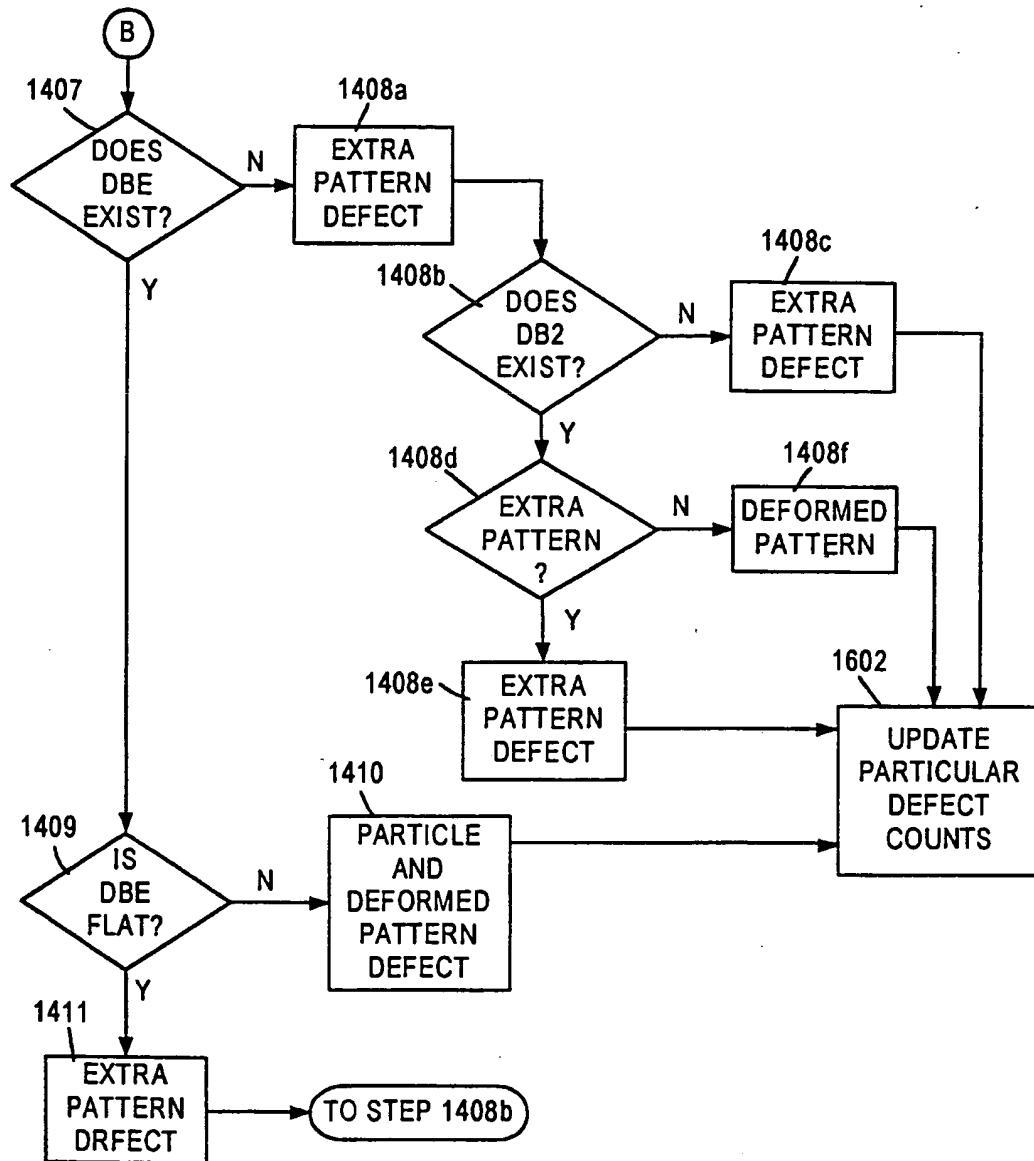 B
1407
DOES
DBE
EXIST?
N
Y
1408a
EXTRA
PATTERN
DEFECT
1408b
DOES
DB2
EXIST?
N
Y
1408c
EXTRA
PATTERN
DEFECT
1408d
EXTRA
PATTERN
?
N
Y
1408f
DEFORMED
PATTERN
1408e
EXTRA
PATTERN
DEFECT
1602
UPDATE
PARTICULAR
DEFECT
COUNTS
1409
IS
DBE
FLAT?
N
Y
1410
PARTICLE
AND
DEFORMED
PATTERN
DEFECT
1411
EXTRA
PATTERN
DRFECT
TO STEP 1408b